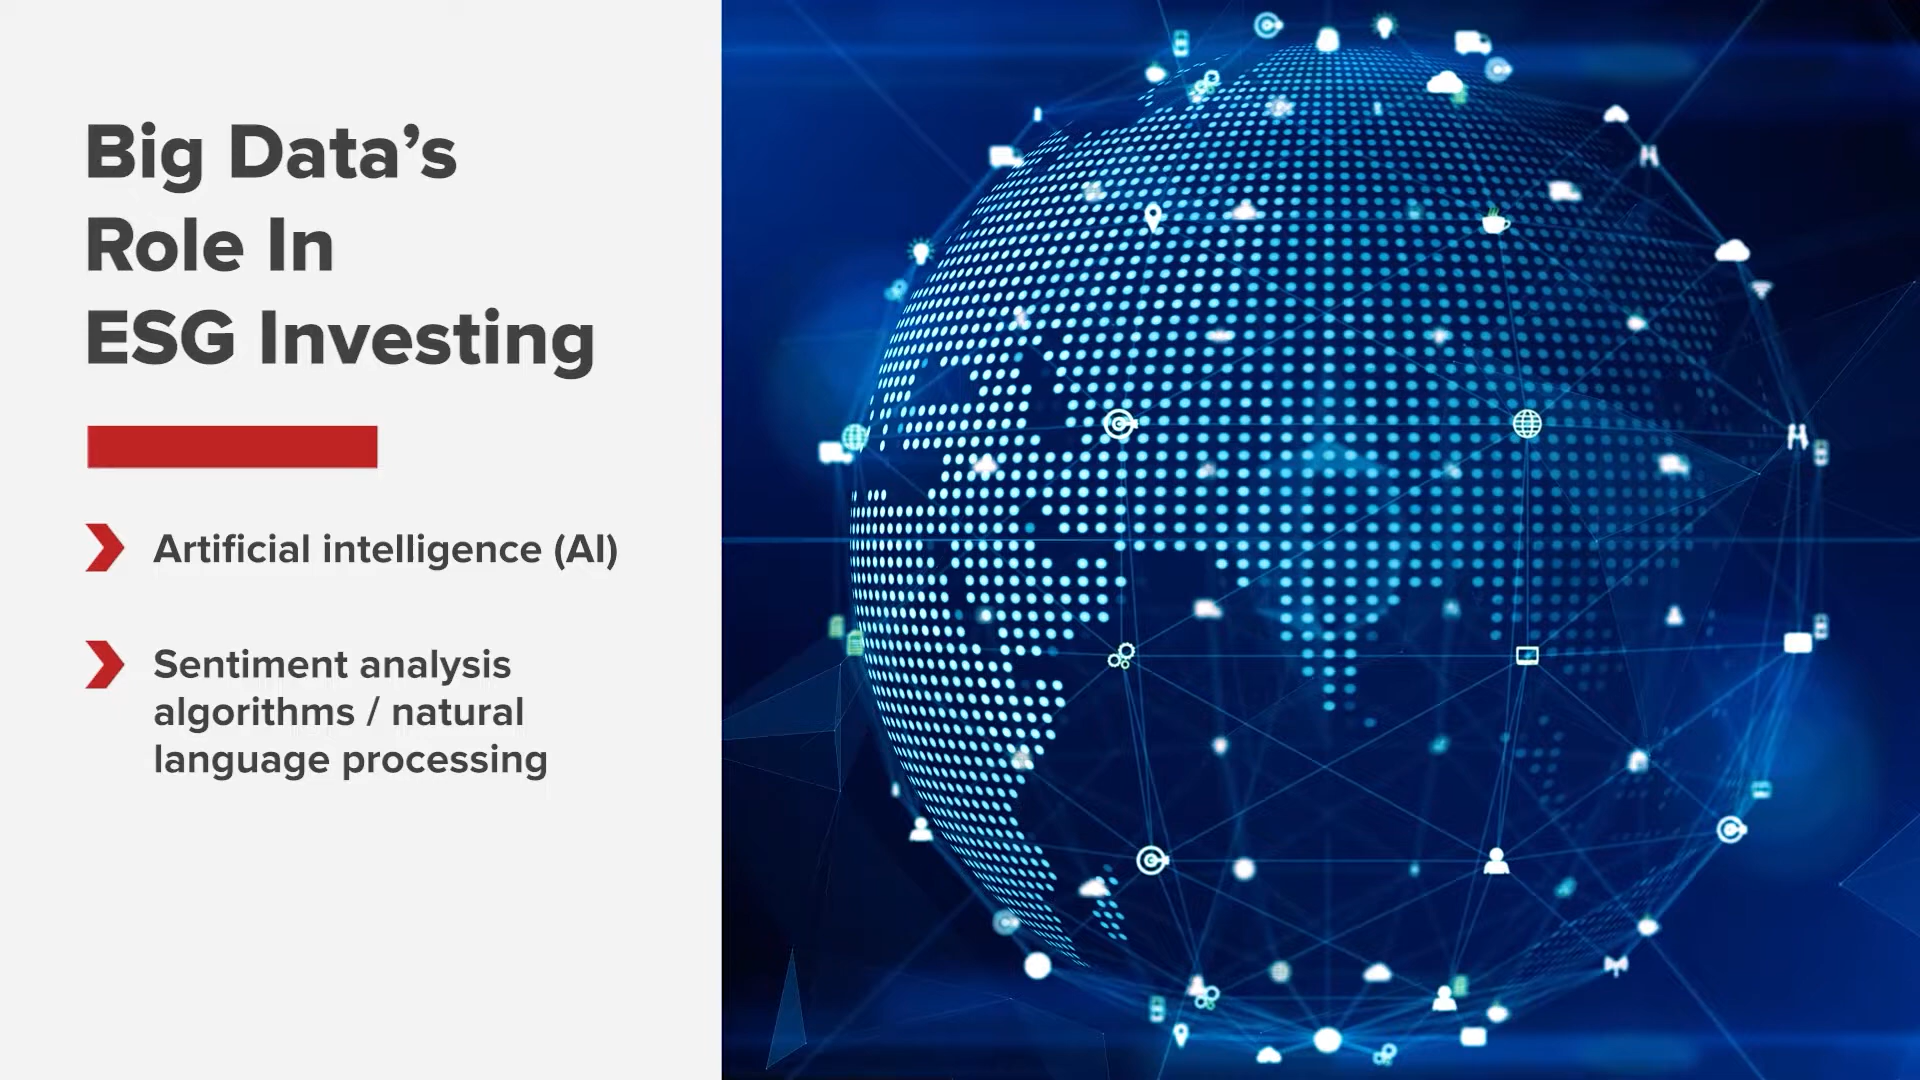 Big Data’s
Role In
ESG Investing
Artificial intelligence (AI)
Sentiment analysis
algorithms / natural
language processing